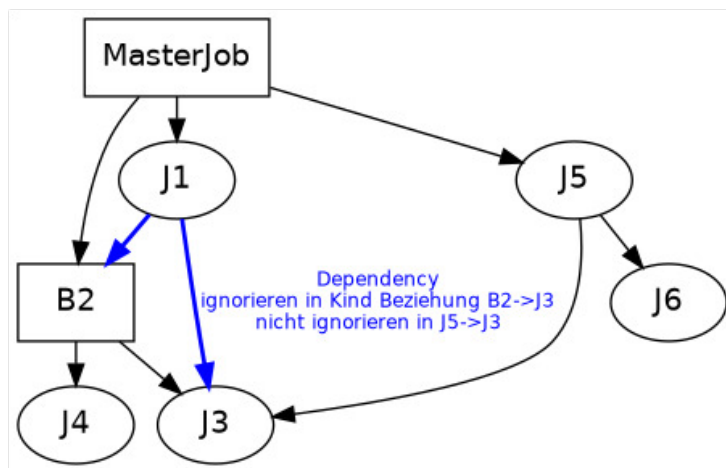 MasterJob
J1
J5
Dependency
ignorieren in Kind Beziehung B2->J3
nicht ignorieren in J5->J3
B2
J6
J4
J3